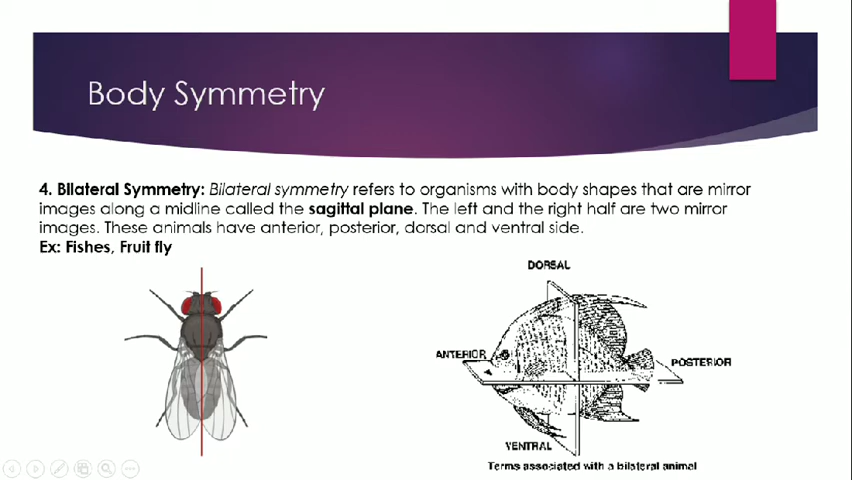 Body Symmetry
4. Bilateral Symmetry: Bilateral symmetry refers to organisms with body shapes that are mirror
images along a midline called the sagittal plane. The left and the right half are two mirror
images. These animals have anterior, posterior, dorsal and ventral side.
Ex: Fishes, Fruit fly
DORSAL
ANTERIOR
POSTERIOR
VENTRAL
Terms associated with a bilateral animal